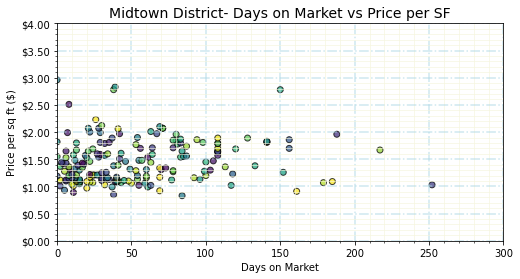 Midtown District- Days on Market vs Price per SF
$4.00
$3.50
$3.00
$2.50
$2.00
$1.50
$1.00
$0.50
$0.00
Price per sq ft ($)
0 50 100 150 200 250 300
Days on Market